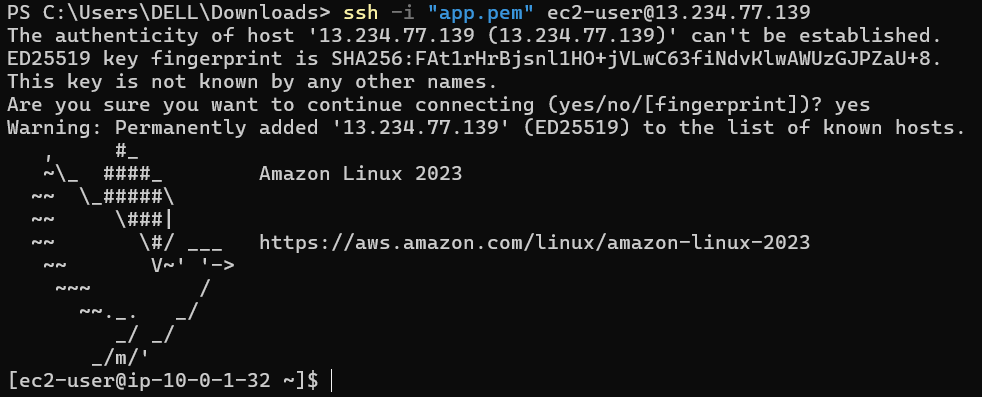 PS C:\Users\DELL\Downloads> ssh -i "app.pem" ec2-user@13.234.77.139
The authenticity of host '13.234.77.139 (13.234.77.139)' can't be established.
ED25519 key fingerprint is SHA256:FAt1rHrBjsnl1HO+jVLwC63fiNdvKlwAWUzGJPZaU+8.
This key is not known by any other names.
Are you sure you want to continue connecting (yes/no/[fingerprint])? yes
Warning: Permanently added '13.234.77.139' (ED25519) to the list of known hosts.
   ,     #_
   ~\_  ####_        Amazon Linux 2023
  ~~  \_#####\
  ~~     \###|
  ~~       \#/ ___   https://aws.amazon.com/linux/amazon-linux-2023
   ~~       V~' '->
    ~~~         /
      ~~._.   _/
         _/ _/
       _/m/'
[ec2-user@ip-10-0-1-32 ~]$